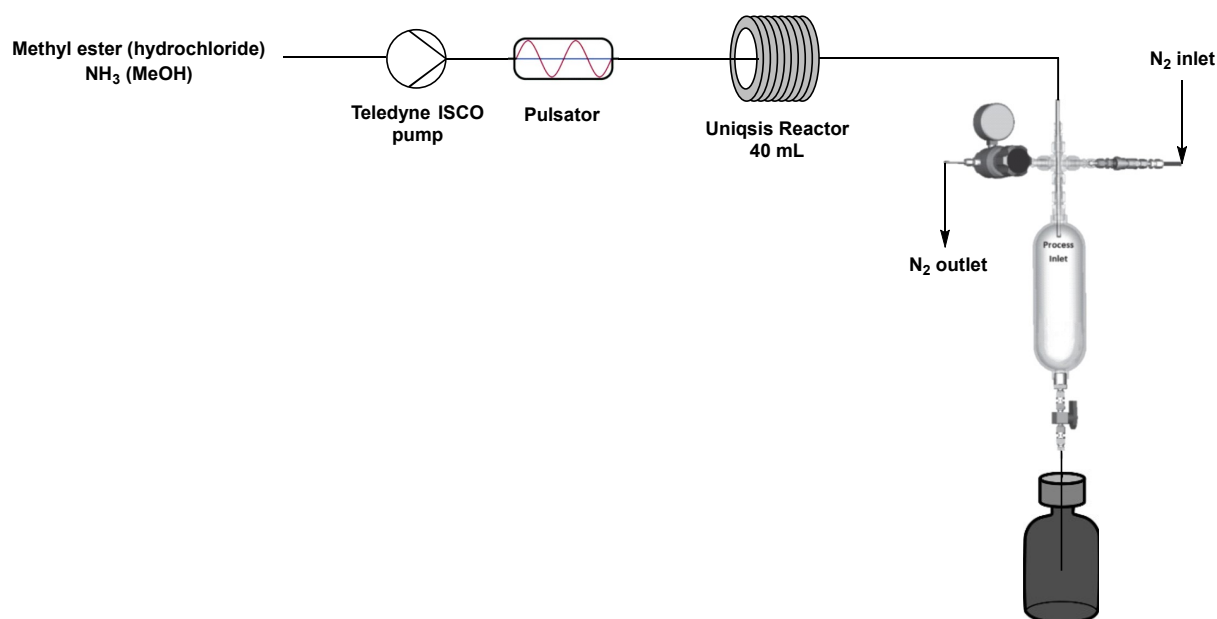 Methyl ester (hydrochloride)
NH₃ (MeOH)
Teledyne ISCO
pump
Pulsator
Uniqsis Reactor
40 mL
N₂ inlet
N₂ outlet
Process
Inlet